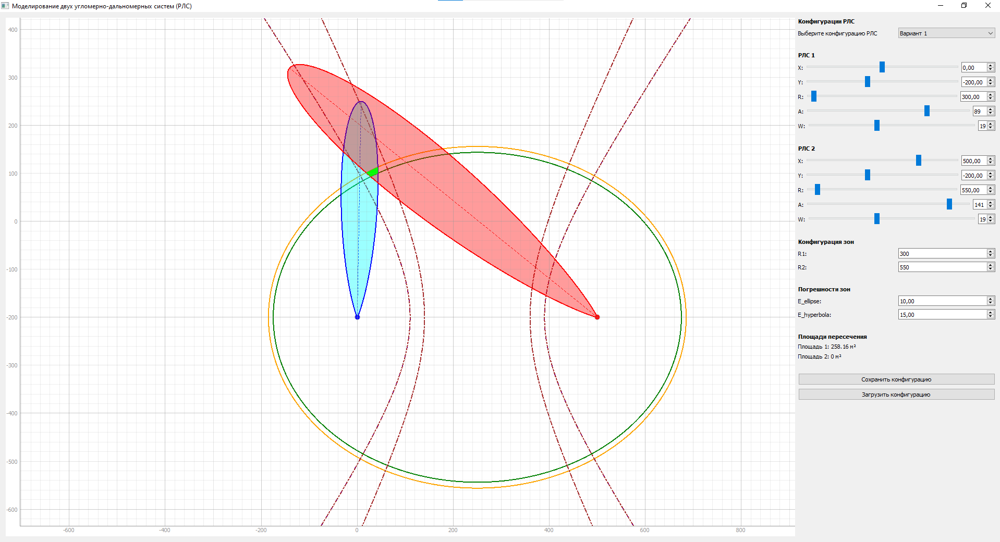 Моделирование двух угломерно-дальномерных систем (РЛС)
400
300
200
100
0
-100
-200
-300
-400
-500
-600
-600
-400
-200
0
200
400
600
800
Конфигурации РЛС
Выберите конфигурацию РЛС Вариант 1
РЛС 1
X: 0,00
Y: -200,00
R: 300,00
A: 89
W: 19
РЛС 2
X: 500,00
Y: -200,00
R: 550,00
A: 141
W: 19
Конфигурация зон
R1: 300
R2: 550
Погрешности зон
E_ellipse: 10,00
E_hyperbola: 15,00
Площади пересечения
Площадь 1: 258.16 м²
Площадь 2: 0 м²
Сохранить конфигурацию
Загрузить конфигурацию